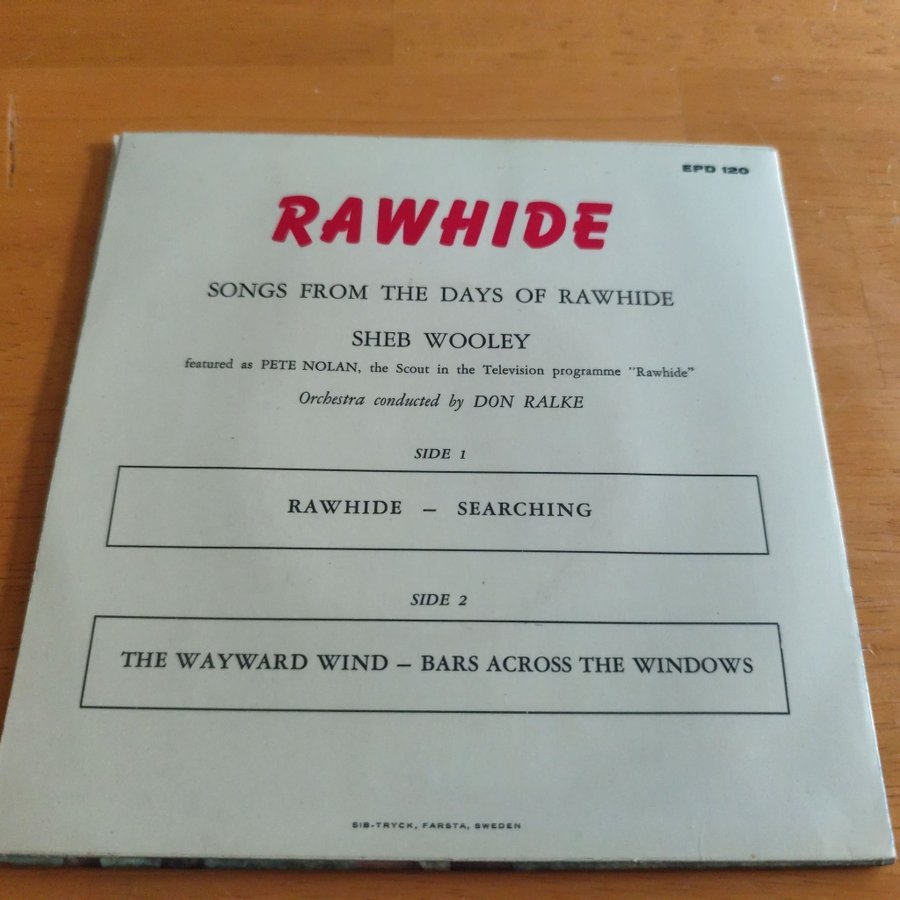 EPD 120
RAWHIDE
SONGS FROM THE DAYS OF RAWHIDE
SHEB WOOLEY
featured as PETE NOLAN, the Scout in the Television programme "Rawhide"
Orchestra conducted by DON RALKE
SIDE 1
RAWHIDE – SEARCHING
SIDE 2
THE WAYWARD WIND – BARS ACROSS THE WINDOWS
SIB-TRYCK, FARSTA, SWEDEN